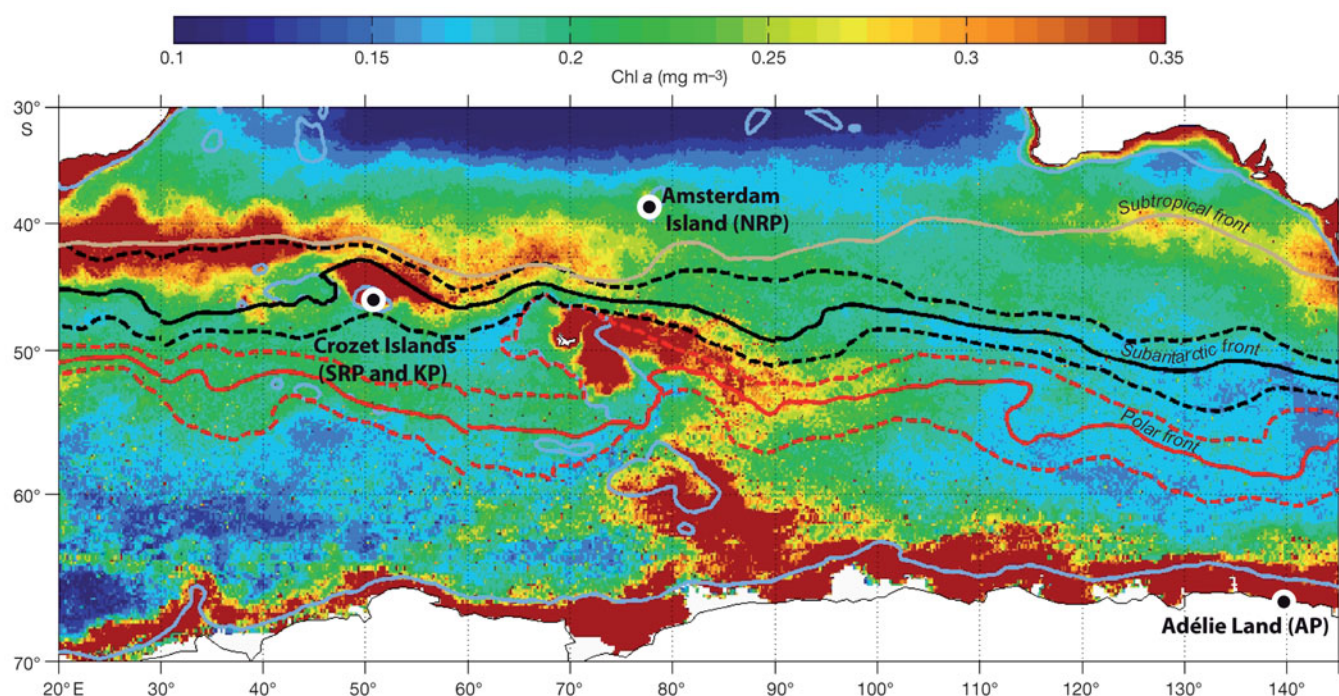 0.1 0.15 0.2 0.25 0.3 0.35
Chl a (mg m–3)
30°
S
40°
50°
60°
70°
Amsterdam
Island (NRP)
Subtropical front
Crozet Islands
(SRP and KP)
Subantarctic front
Polar front
Adélie Land (AP)
20°E 30° 40° 50° 60° 70° 80° 90° 100° 110° 120° 130° 140°